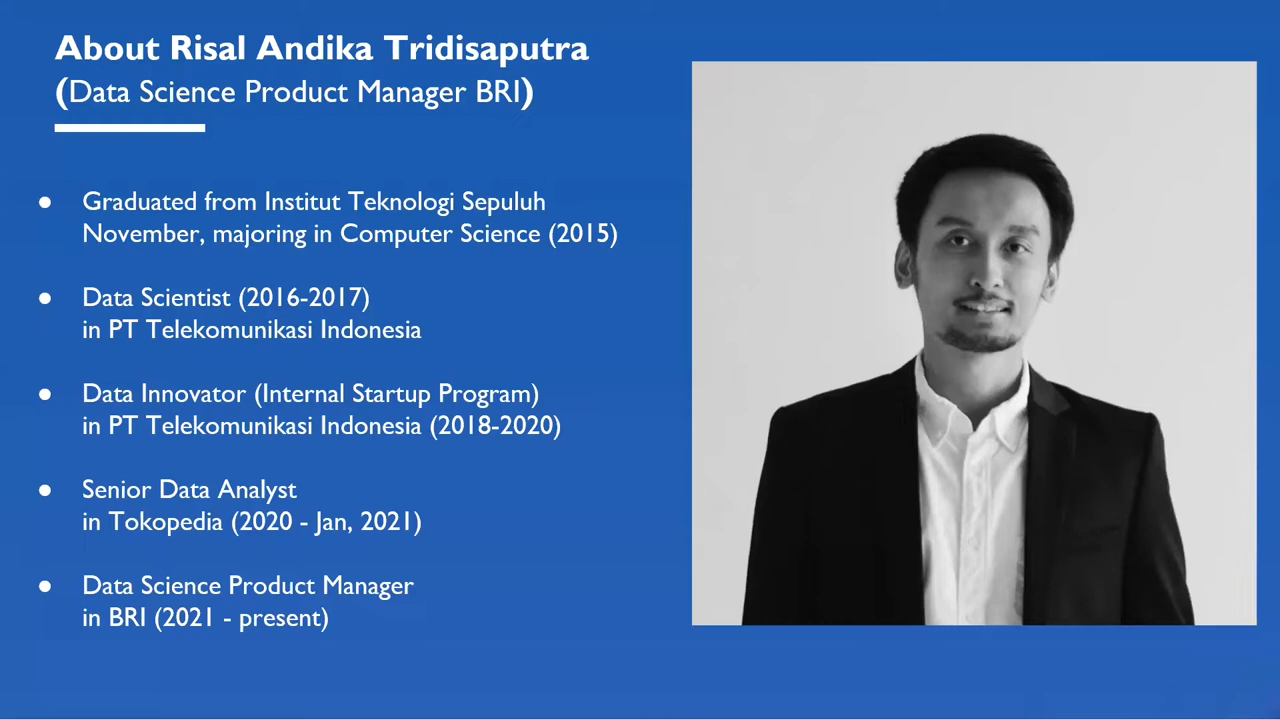 About Risal Andika Tridisaputra
(Data Science Product Manager BRI)
● Graduated from Institut Teknologi Sepuluh
November, majoring in Computer Science (2015)
● Data Scientist (2016-2017)
in PT Telekomunikasi Indonesia
● Data Innovator (Internal Startup Program)
in PT Telekomunikasi Indonesia (2018-2020)
● Senior Data Analyst
in Tokopedia (2020 - Jan, 2021)
● Data Science Product Manager
in BRI (2021 - present)